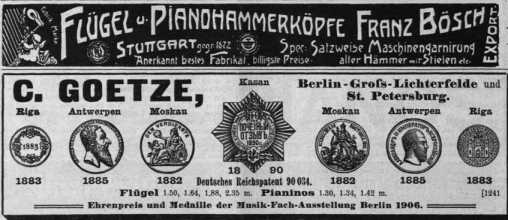 FLÜGEL u. PIANOHAMMERKÖPFE FRANZ BÖSCH
STUTTGART gegr. 1872 Spec: Salzweise Maschinengarnirung
Anerkannt bestes Fabrikat, billigste Preise. alter Hämmer mit Stielen etc.
EXPORT.
C. GOETZE,
Kasan
Berlin-Groß-Lichterfelde und
St. Petersburg.
Riga Antwerpen Moskau Moskau Antwerpen Riga
1883 1885 1882 18 90 1882 1885 1883
Deutsches Reichspatent 90 034.
Flügel 1.50, 1.64, 1.88, 2.35 m. Pianinos 1.30, 1.34, 1.42 m. [1241
Ehrenpreis und Medaille der Musik-Fach-Ausstellung Berlin 1906.